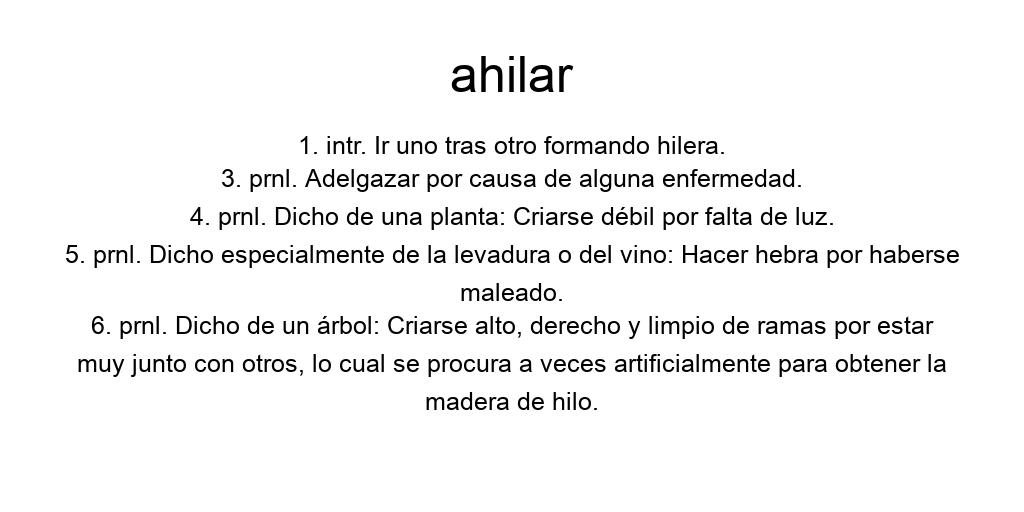 ahilar
1. intr. Ir uno tras otro formando hilera.
3. prnl. Adelgazar por causa de alguna enfermedad.
4. prnl. Dicho de una planta: Criarse débil por falta de luz.
5. prnl. Dicho especialmente de la levadura o del vino: Hacer hebra por haberse
maleado.
6. prnl. Dicho de un árbol: Criarse alto, derecho y limpio de ramas por estar
muy junto con otros, lo cual se procura a veces artificialmente para obtener la
madera de hilo.